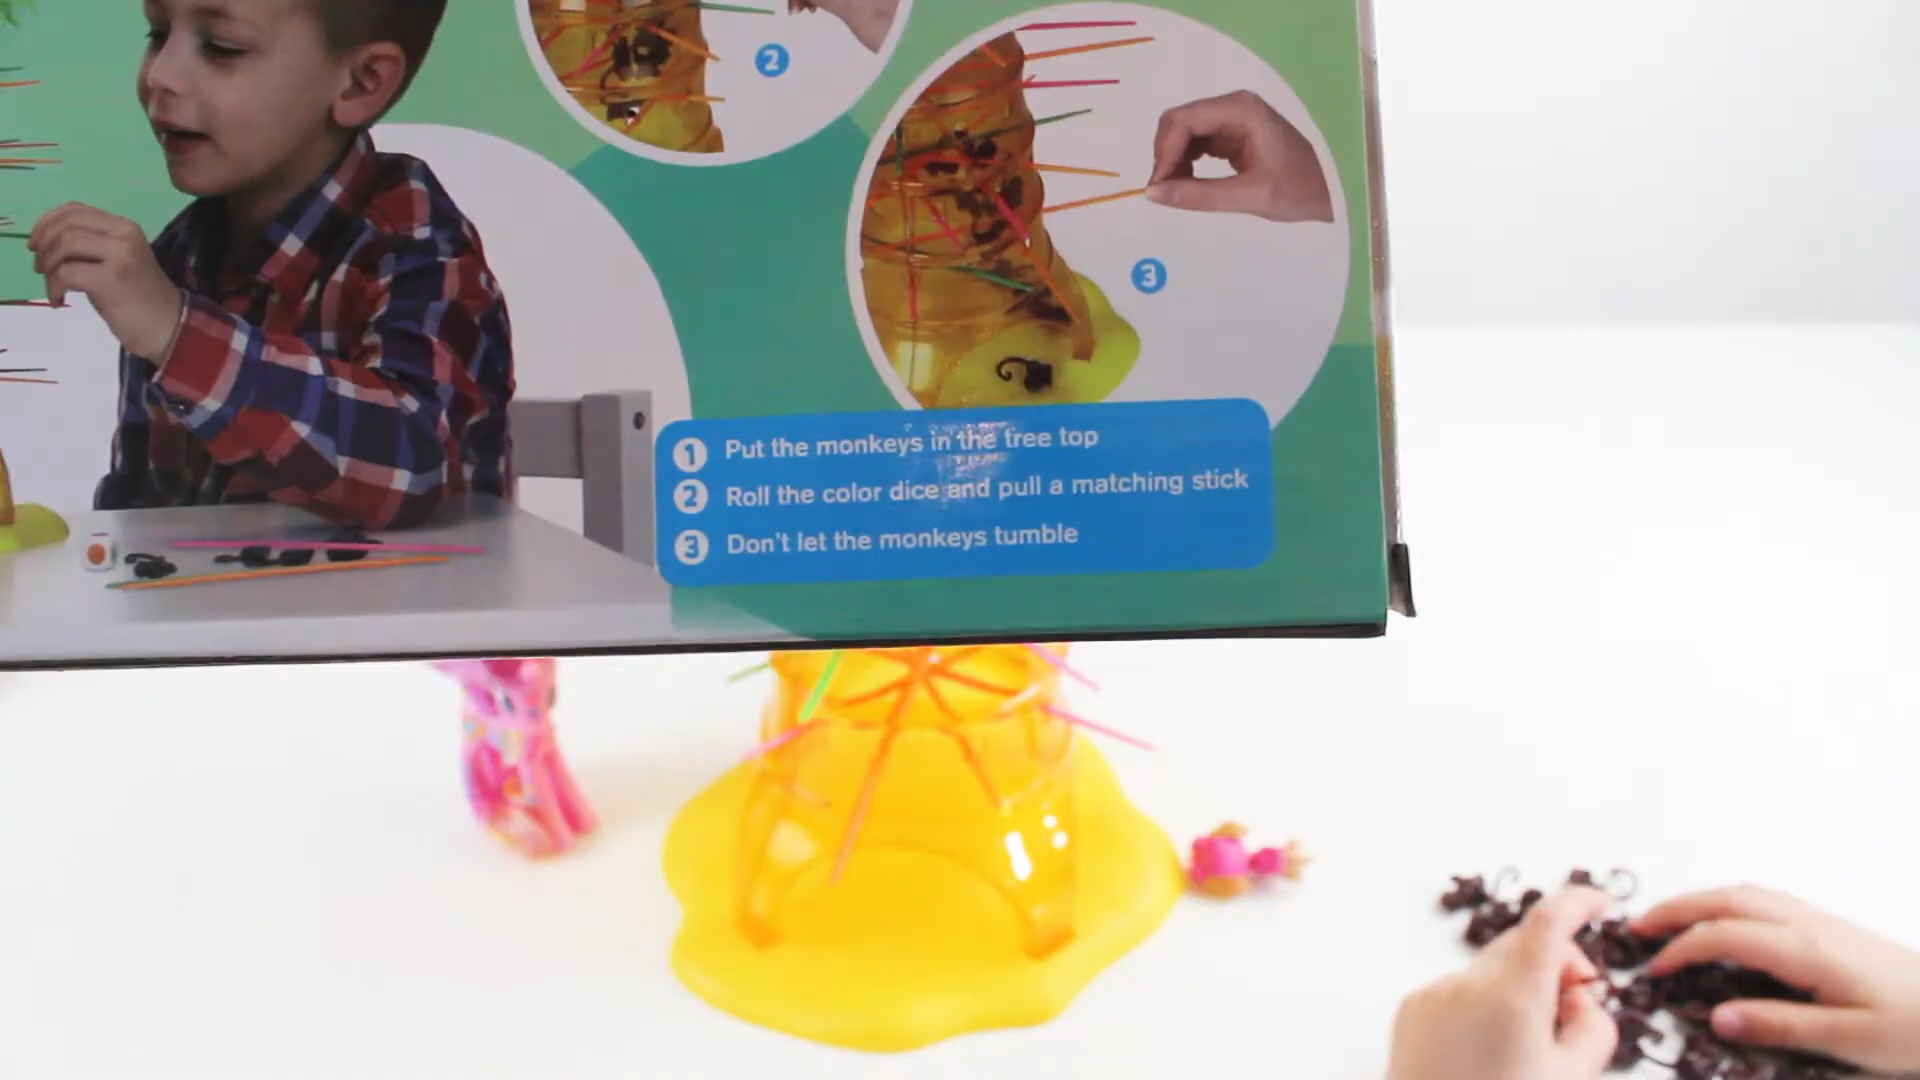 2
3
1 Put the monkeys in the tree top
2 Roll the color dice and pull a matching stick
3 Don't let the monkeys tumble